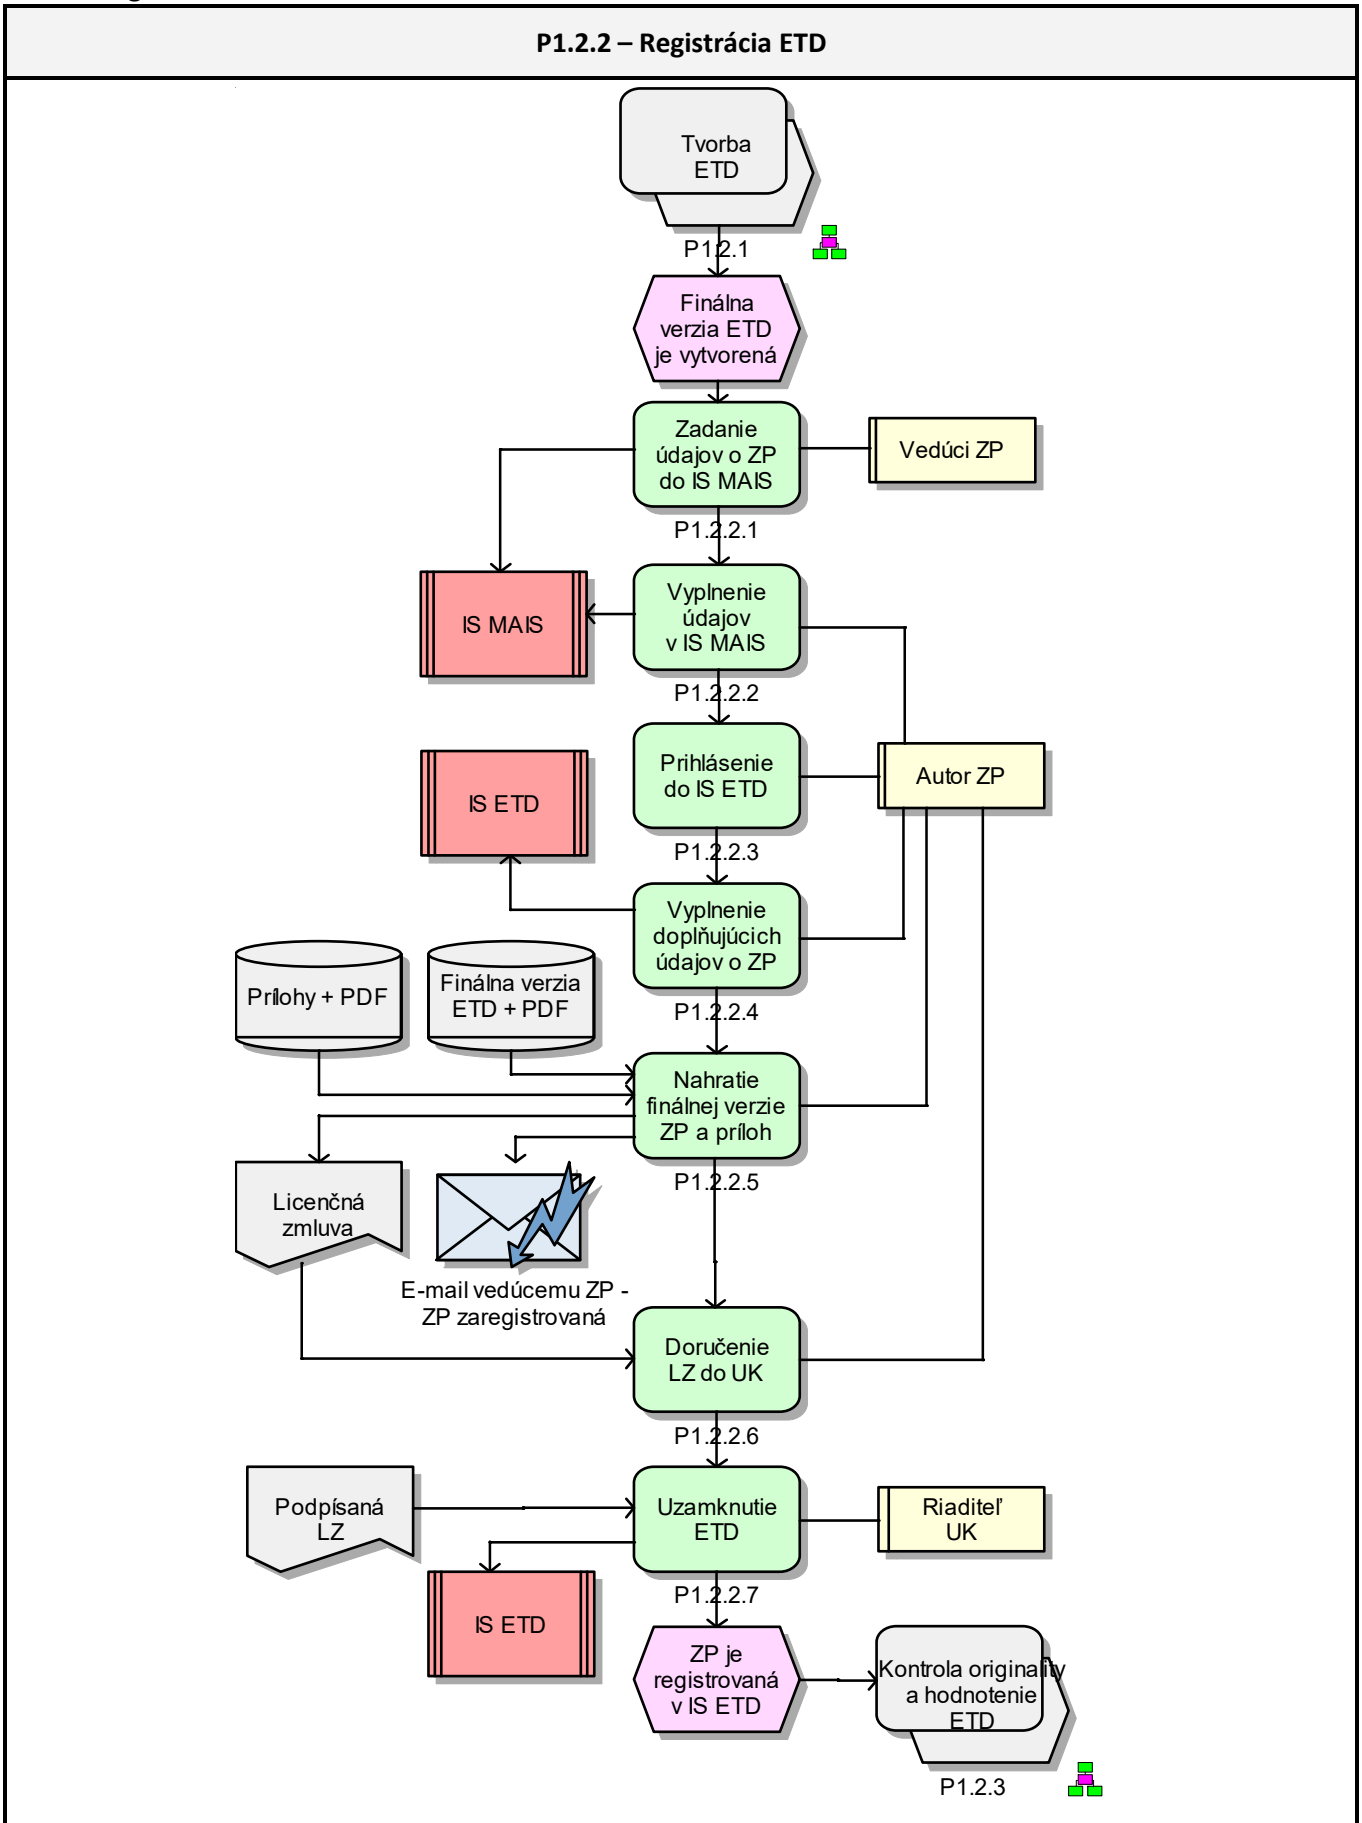 P1.2.2 – Registrácia ETD
Tvorba
ETD
P1.2.1
Finálna
verzia ETD
je vytvorená
Zadanie
údajov o ZP
do IS MAIS
Vedúci ZP
P1.2.2.1
IS MAIS
Vyplnenie
údajov
v IS MAIS
P1.2.2.2
IS ETD
Prihlásenie
do IS ETD
Autor ZP
P1.2.2.3
Vyplnenie
doplňujúcich
údajov o ZP
P1.2.2.4
Prílohy + PDF
Finálna verzia
ETD + PDF
Nahratie
finálnej verzie
ZP a príloh
P1.2.2.5
Licenčná
zmluva
E-mail vedúcemu ZP -
ZP zaregistrovaná
Doručenie
LZ do UK
P1.2.2.6
Podpísaná
LZ
Uzamknutie
ETD
Riaditeľ
UK
P1.2.2.7
IS ETD
ZP je
registrovaná
v IS ETD
Kontrola originality
a hodnotenie
ETD
P1.2.3